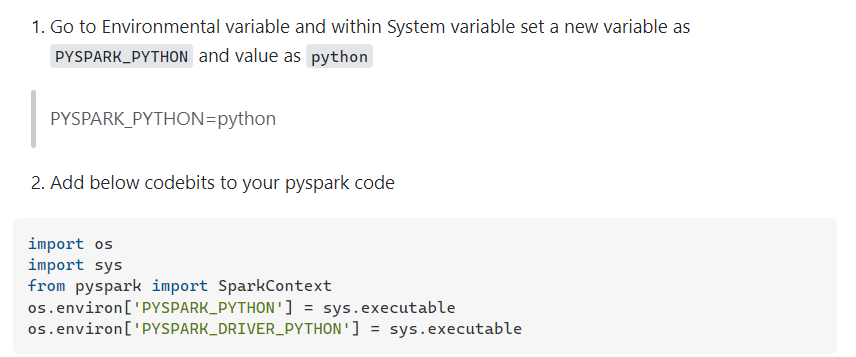 1. Go to Environmental variable and within System variable set a new variable as
PYSPARK_PYTHON and value as python
PYSPARK_PYTHON=python
2. Add below codebits to your pyspark code
import os
import sys
from pyspark import SparkContext
os.environ['PYSPARK_PYTHON'] = sys.executable
os.environ['PYSPARK_DRIVER_PYTHON'] = sys.executable